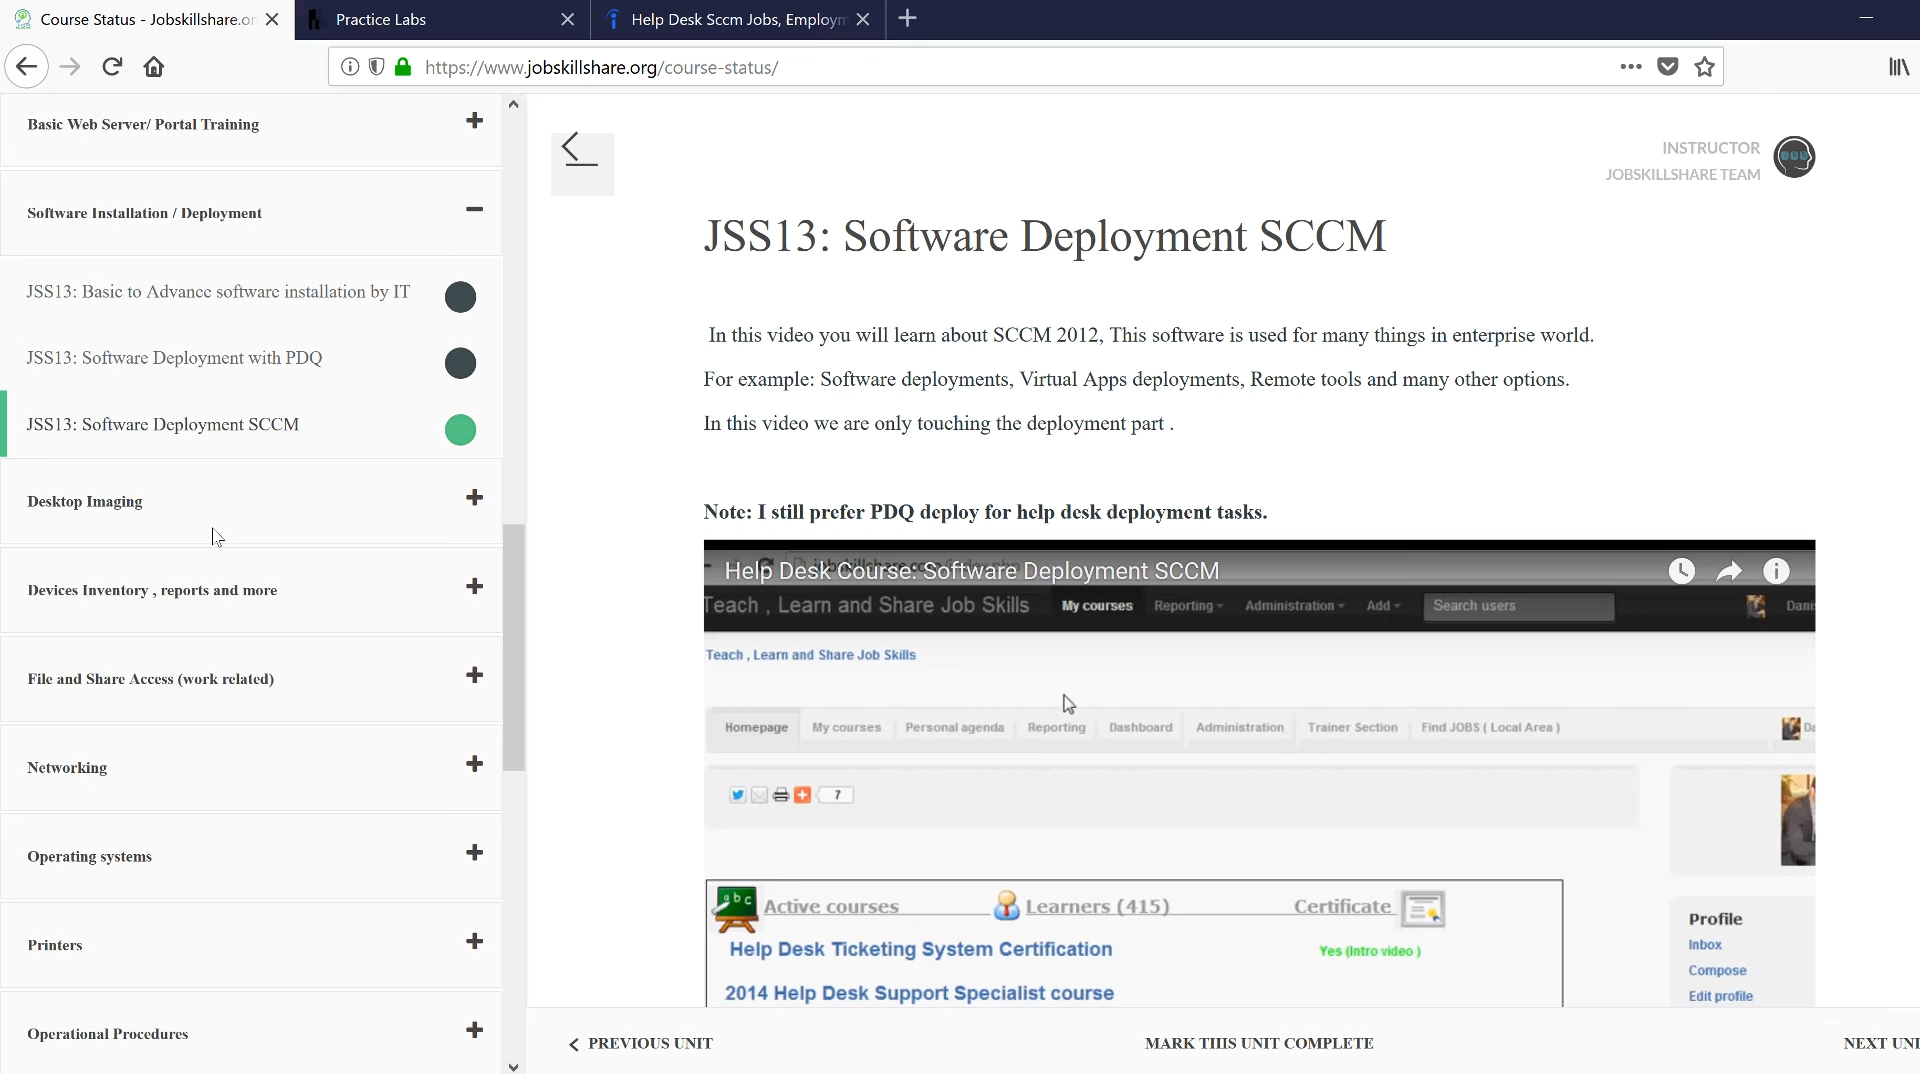 Course Status - Jobskillshare.or
Practice Labs
Help Desk Sccm Jobs, Employm
https://www.jobskillshare.org/course-status/
Basic Web Server/ Portal Training
Software Installation / Deployment
JSS13: Basic to Advance software installation by IT
JSS13: Software Deployment with PDQ
JSS13: Software Deployment SCCM
Desktop Imaging
Devices Inventory , reports and more
File and Share Access (work related)
Networking
Operating systems
Printers
Operational Procedures
INSTRUCTOR
JOBSKILLSHARE TEAM
JSS13: Software Deployment SCCM
In this video you will learn about SCCM 2012, This software is used for many things in enterprise world.
For example: Software deployments, Virtual Apps deployments, Remote tools and many other options.
In this video we are only touching the deployment part .
Note: I still prefer PDQ deploy for help desk deployment tasks.
Help Desk Course: Software Deployment SCCM
Teach , Learn and Share Job Skills My courses Reporting Administration Add Search users Danis
Teach , Learn and Share Job Skills
Homepage My courses Personal agenda Reporting Dashboard Administration Trainer Section Find JOBS ( Local Area ) Da
7
abc Active courses Learners (415) Certificate
Help Desk Ticketing System Certification Yes (Intro video )
2014 Help Desk Support Specialist course
Profile
Inbox
Compose
Edit profile
PREVIOUS UNIT MARK THIS UNIT COMPLETE NEXT UNI